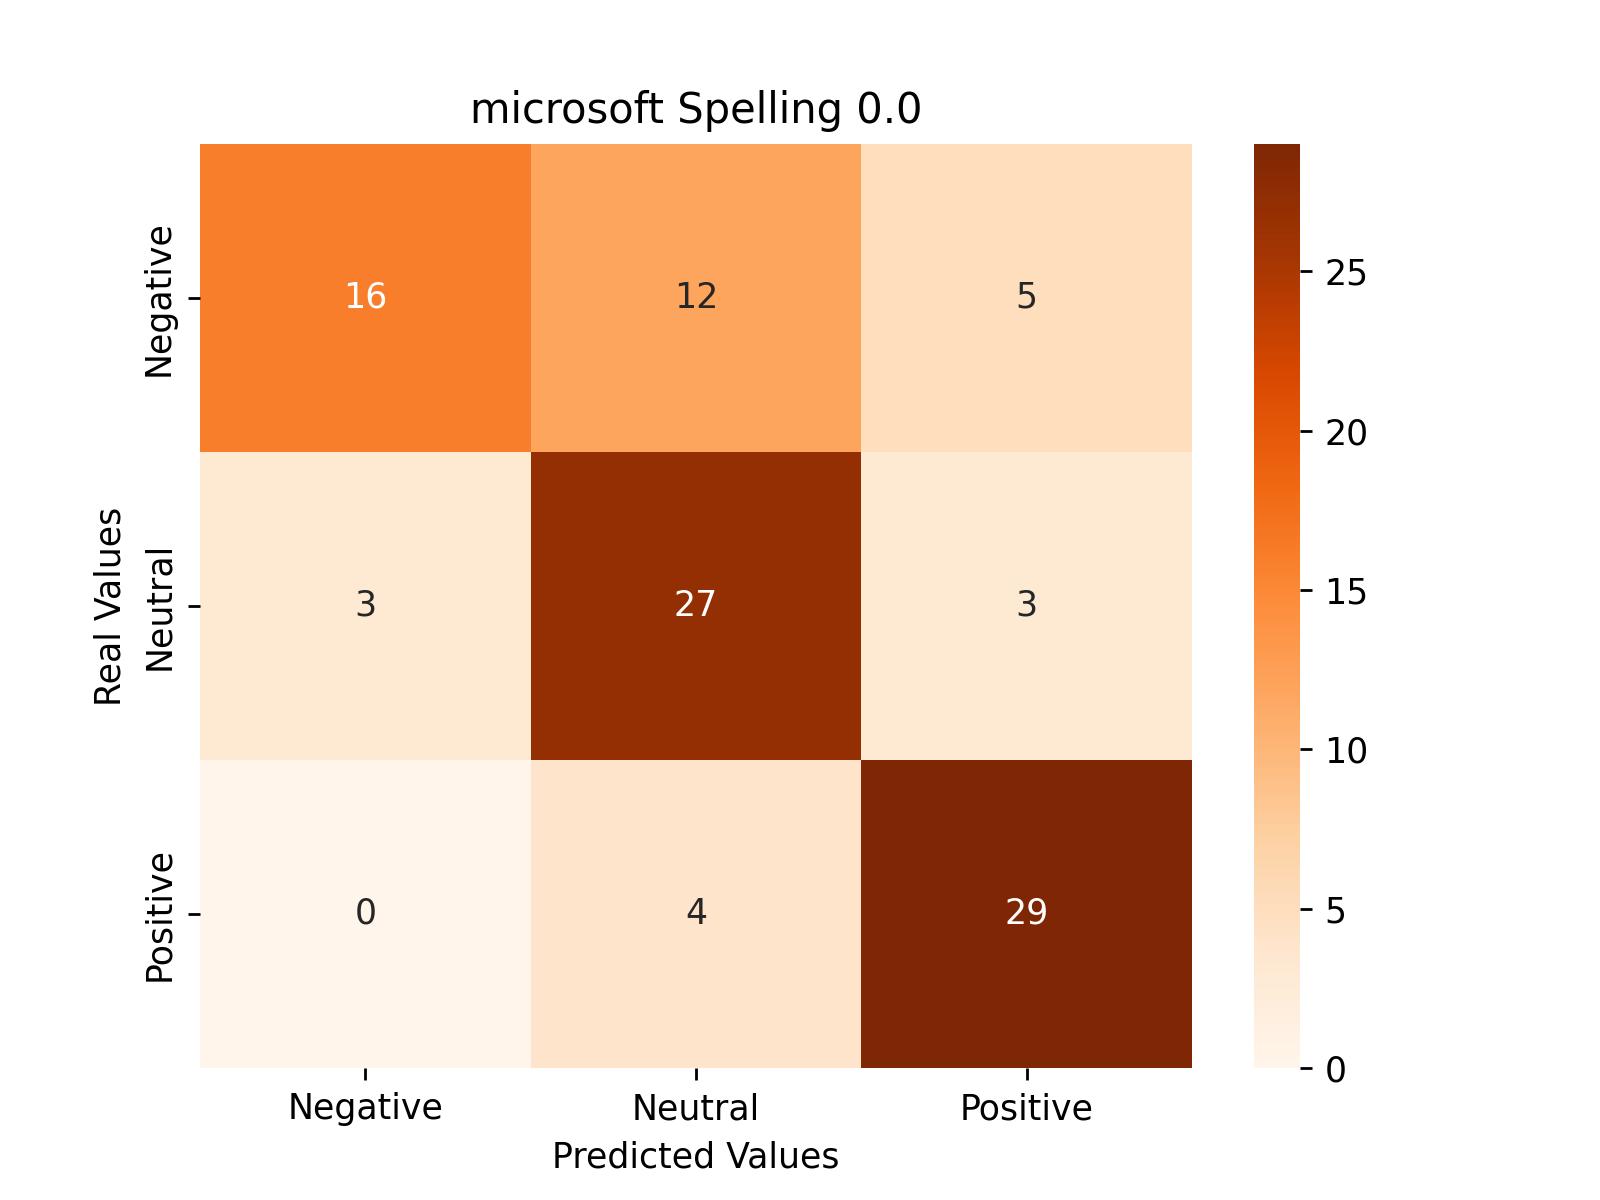 microsoft Spelling 0.0
Real Values
Negative
16 12 5
Neutral
3 27 3
Positive
0 4 29
Negative Neutral Positive
Predicted Values
25
20
15
10
5
0